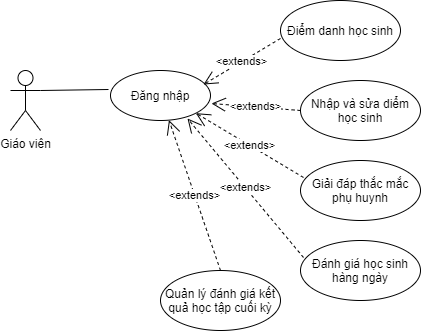 Điểm danh học sinh
<extends>
Đăng nhập
<extends>
Nhập và sửa diểm
học sinh
Giáo viên
<extends>
Giải đáp thắc mắc
phụ huynh
<extends>
<extends>
Đánh giá học sinh
hàng ngày
Quản lý đánh giá kết
quả học tập cuối kỳ